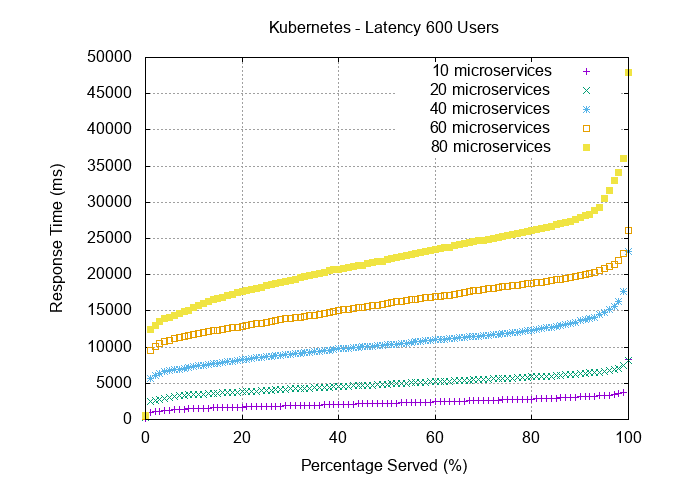 Kubernetes - Latency 600 Users
50000
45000
40000
35000
30000
25000
20000
15000
10000
5000
0
Response Time (ms)
10 microservices
20 microservices
40 microservices
60 microservices
80 microservices
0 20 40 60 80 100
Percentage Served (%)